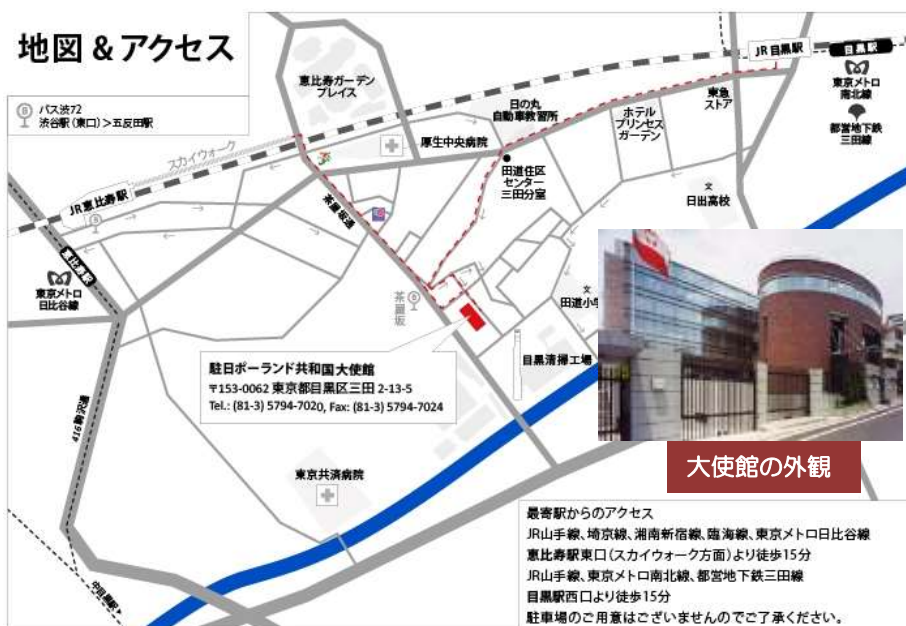 地図 & アクセス
バス渋72
渋谷駅(東口)>五反田駅
恵比寿ガーデン
プレイス
JR 目黒駅
目黒駅
東京メトロ
南北線
都営地下鉄
三田線
東急
ストア
日の丸
自動車教習所
ホテル
プリンセス
ガーデン
厚生中央病院
スカイウォーク
田道住区
センター
三田分室
文
日出高校
JR恵比寿駅
茶屋坂通
恵比寿駅
東京メトロ
日比谷線
茶屋坂
文
田道小学
目黒清掃工場
駐日ポーランド共和国大使館
〒153-0062 東京都目黒区三田 2-13-5
Tel.: (81-3) 5794-7020, Fax: (81-3) 5794-7024
416 駒沢通
東京共済病院
中目黒駅
大使館の外観
最寄駅からのアクセス
JR山手線、埼京線、湘南新宿線、臨海線、東京メトロ日比谷線
恵比寿駅東口(スカイウォーク方面)より徒歩15分
JR山手線、東京メトロ南北線、都営地下鉄三田線
目黒駅西口より徒歩15分
駐車場のご用意はございませんのでご了承ください。